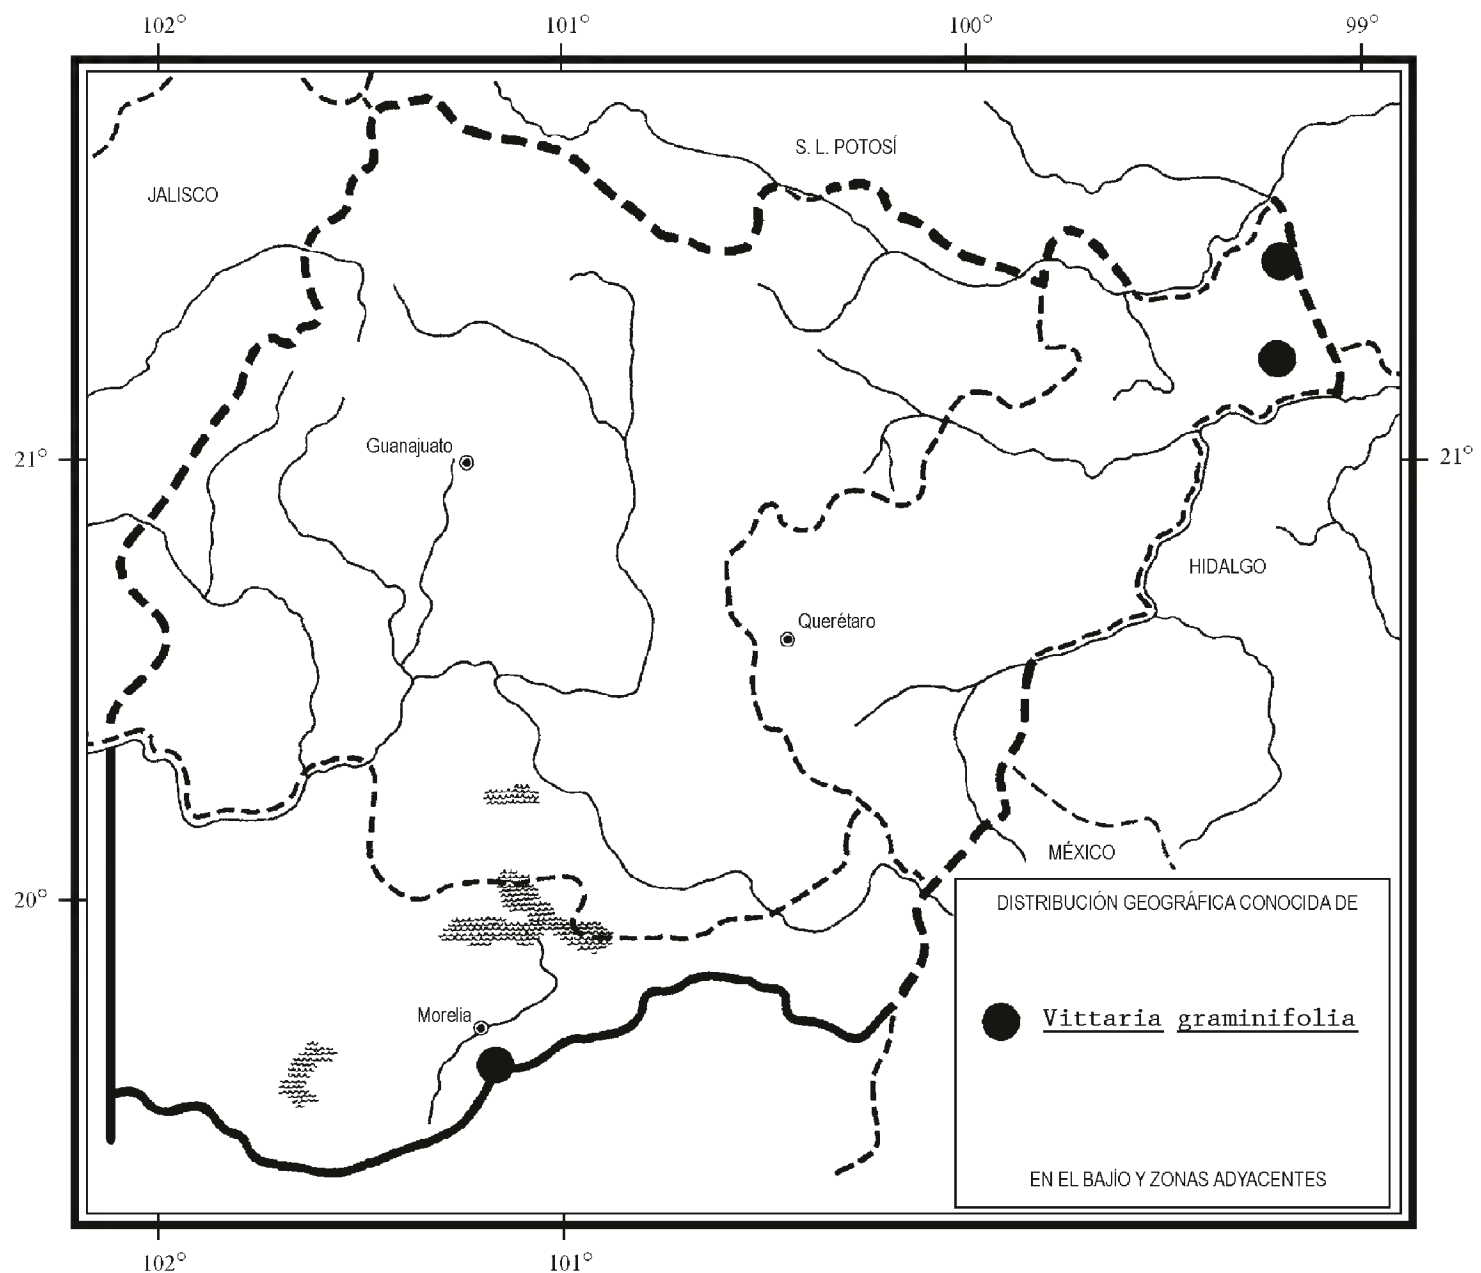 102° 101° 100° 99°
S. L. POTOSÍ
JALISCO
Guanajuato
21° 21°
HIDALGO
Querétaro
MÉXICO
20°
DISTRIBUCIÓN GEOGRÁFICA CONOCIDA DE
Morelia
Vittaria graminifolia
EN EL BAJÍO Y ZONAS ADYACENTES
102° 101°